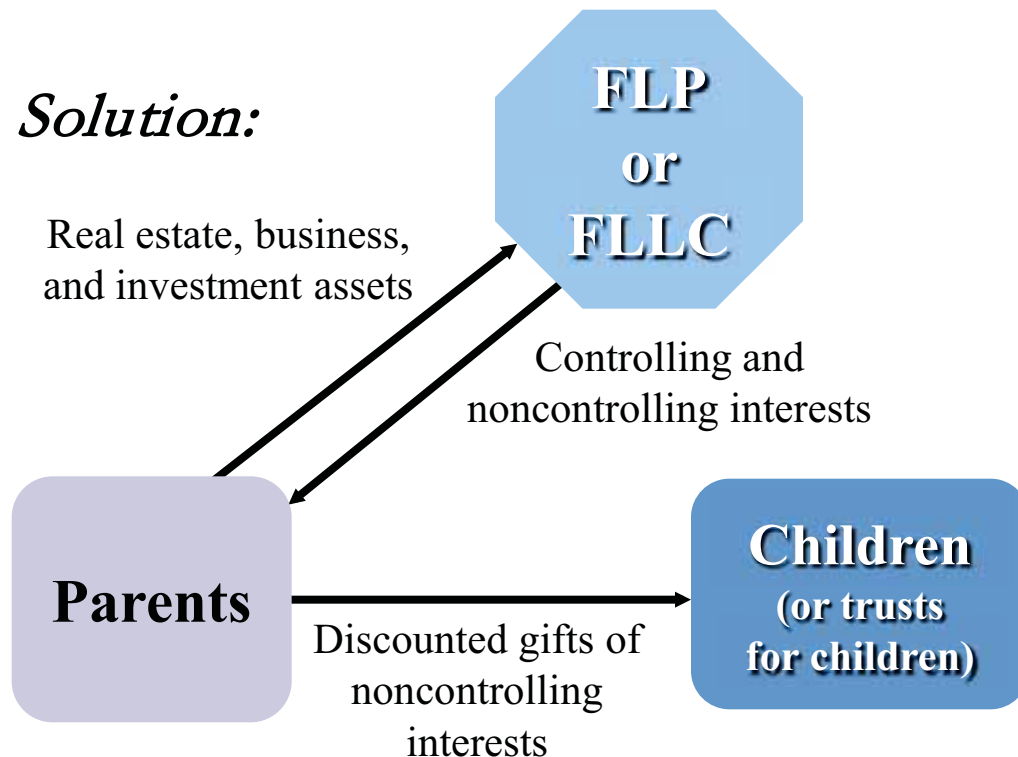 Solution:
FLP
or
FLLC
Real estate, business,
and investment assets
Controlling and
noncontrolling interests
Parents
Children
(or trusts
for children)
Discounted gifts of
noncontrolling
interests